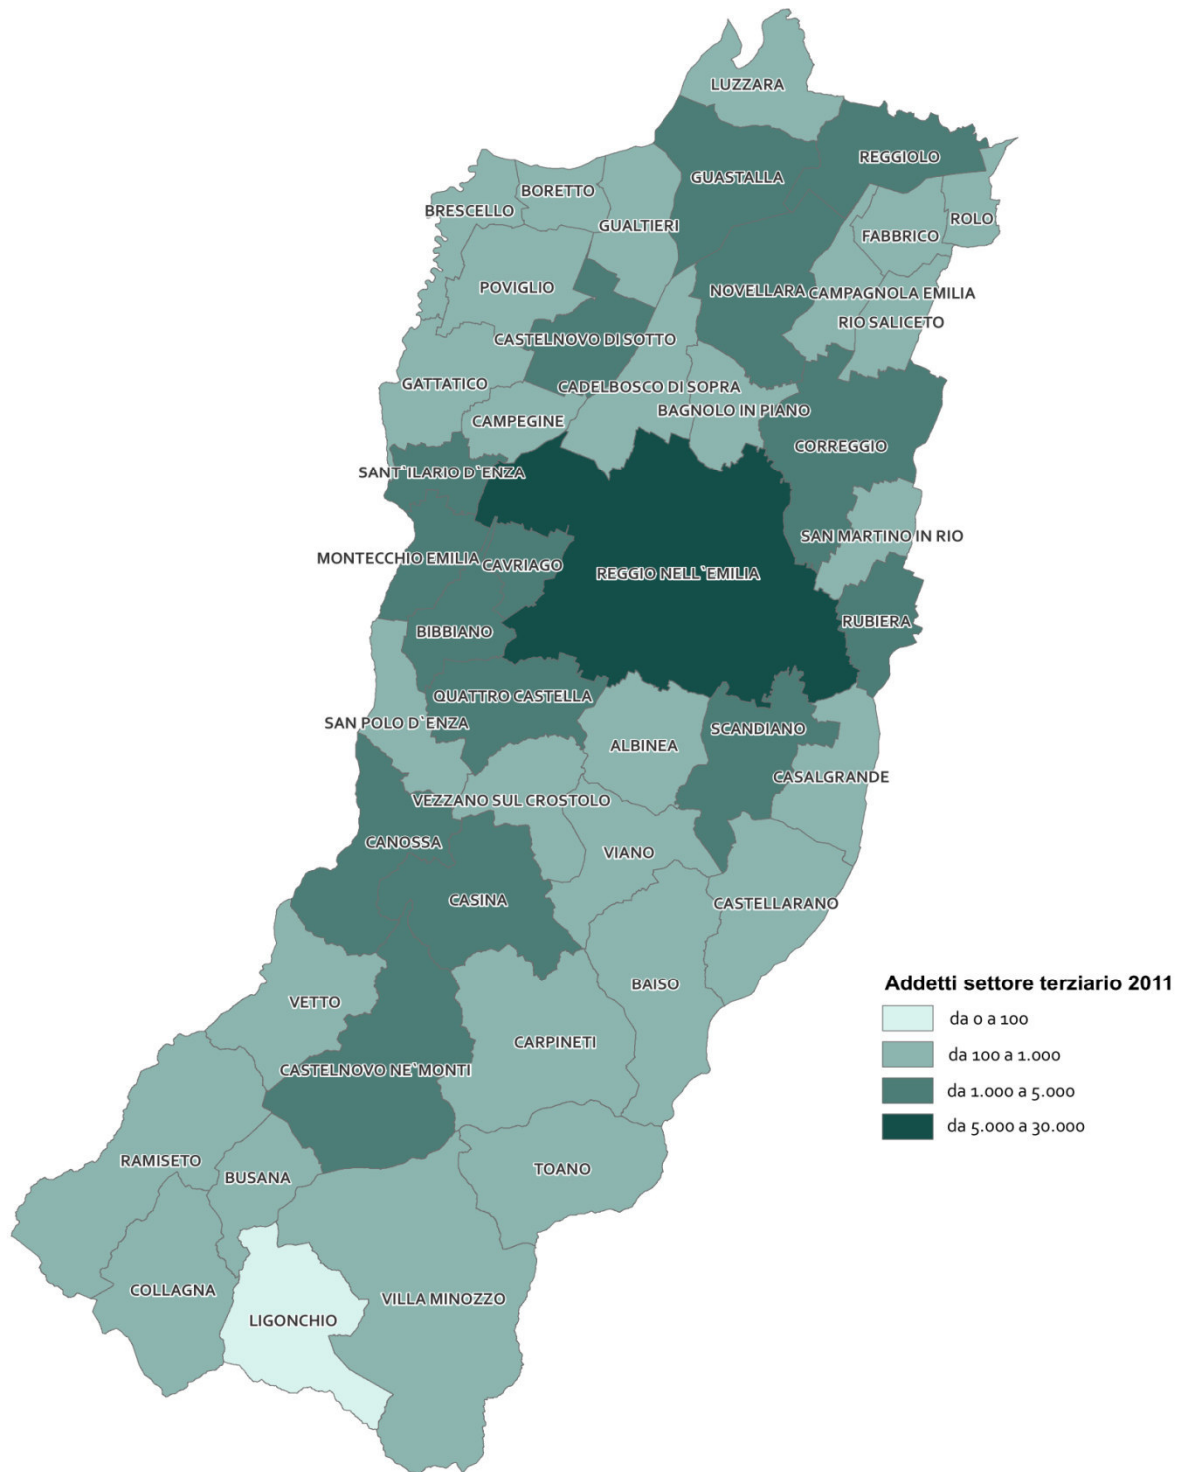 LUZZARA
REGGIOLO
GUASTALLA
BORETTO
BRESCELLO
GUALTIERI
ROLO
FABBRICO
POVIGLIO
NOVELLARA
CAMPAGNOLA EMILIA
RIO SALICETO
CASTELNOVO DI SOTTO
GATTATICO
CADELBOSCO DI SOPRA
BAGNOLO IN PIANO
CAMPEGINE
CORREGGIO
SANT`ILARIO D`ENZA
SAN MARTINO IN RIO
MONTECCHIO EMILIA
CAVRIAGO
REGGIO NELL`EMILIA
RUBIERA
BIBBIANO
QUATTRO CASTELLA
SAN POLO D`ENZA
SCANDIANO
ALBINEA
CASALGRANDE
VEZZANO SUL CROSTOLO
CANOSSA
VIANO
CASINA
CASTELLARANO
BAISO
VETTO
CARPINETI
CASTELNOVO NE`MONTI
RAMISETO
TOANO
BUSANA
COLLAGNA
VILLA MINOZZO
LIGONCHIO
Addetti settore terziario 2011
da 0 a 100
da 100 a 1.000
da 1.000 a 5.000
da 5.000 a 30.000